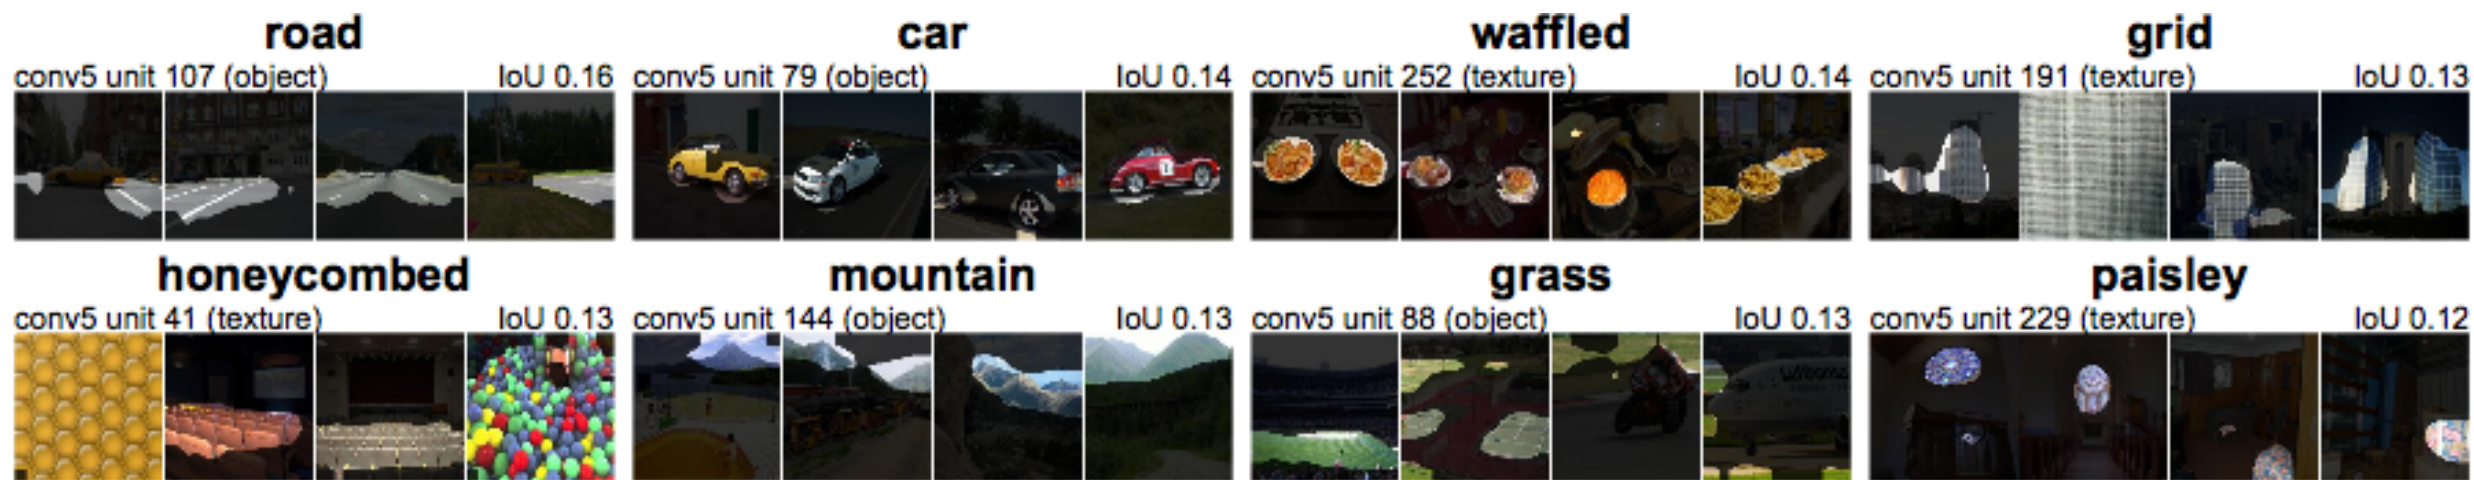 road
car
waffled
grid
conv5 unit 107 (object) IoU 0.16
conv5 unit 79 (object) IoU 0.14
conv5 unit 252 (texture) IoU 0.14
conv5 unit 191 (texture) IoU 0.13
honeycombed
mountain
grass
paisley
conv5 unit 41 (texture) IoU 0.13
conv5 unit 144 (object) IoU 0.13
conv5 unit 88 (object) IoU 0.13
conv5 unit 229 (texture) IoU 0.12